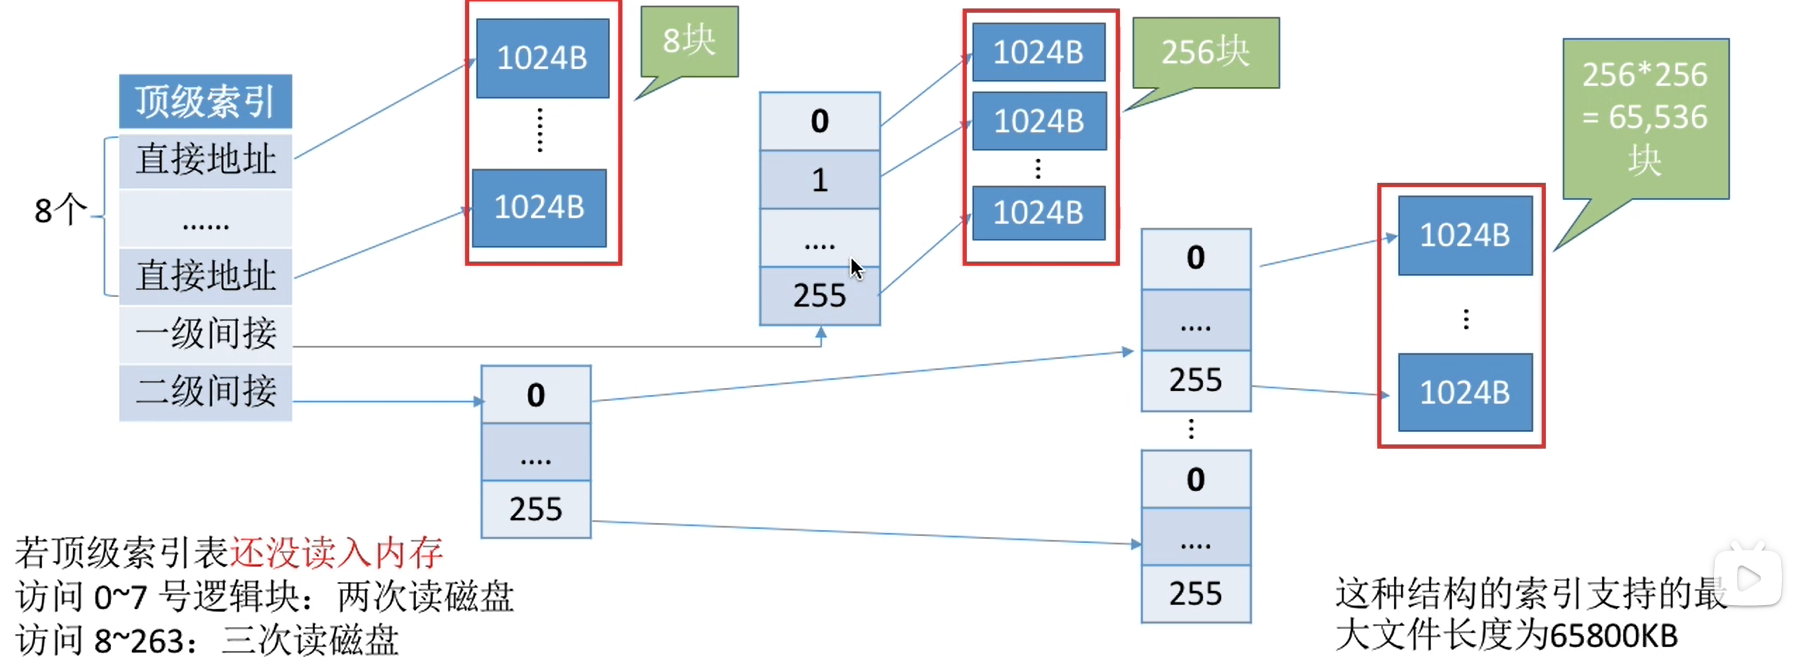 顶级索引
直接地址
......
直接地址
一级间接
二级间接
8个
1024B
1024B
8块
0
1
....
255
1024B
1024B
1024B
256块
0
....
255
0
....
255
0
....
255
1024B
1024B
256*256
= 65,536
块
若顶级索引表还没读入内存
访问 0~7 号逻辑块：两次读磁盘
访问 8~263：三次读磁盘
这种结构的索引支持的最
大文件长度为65800KB